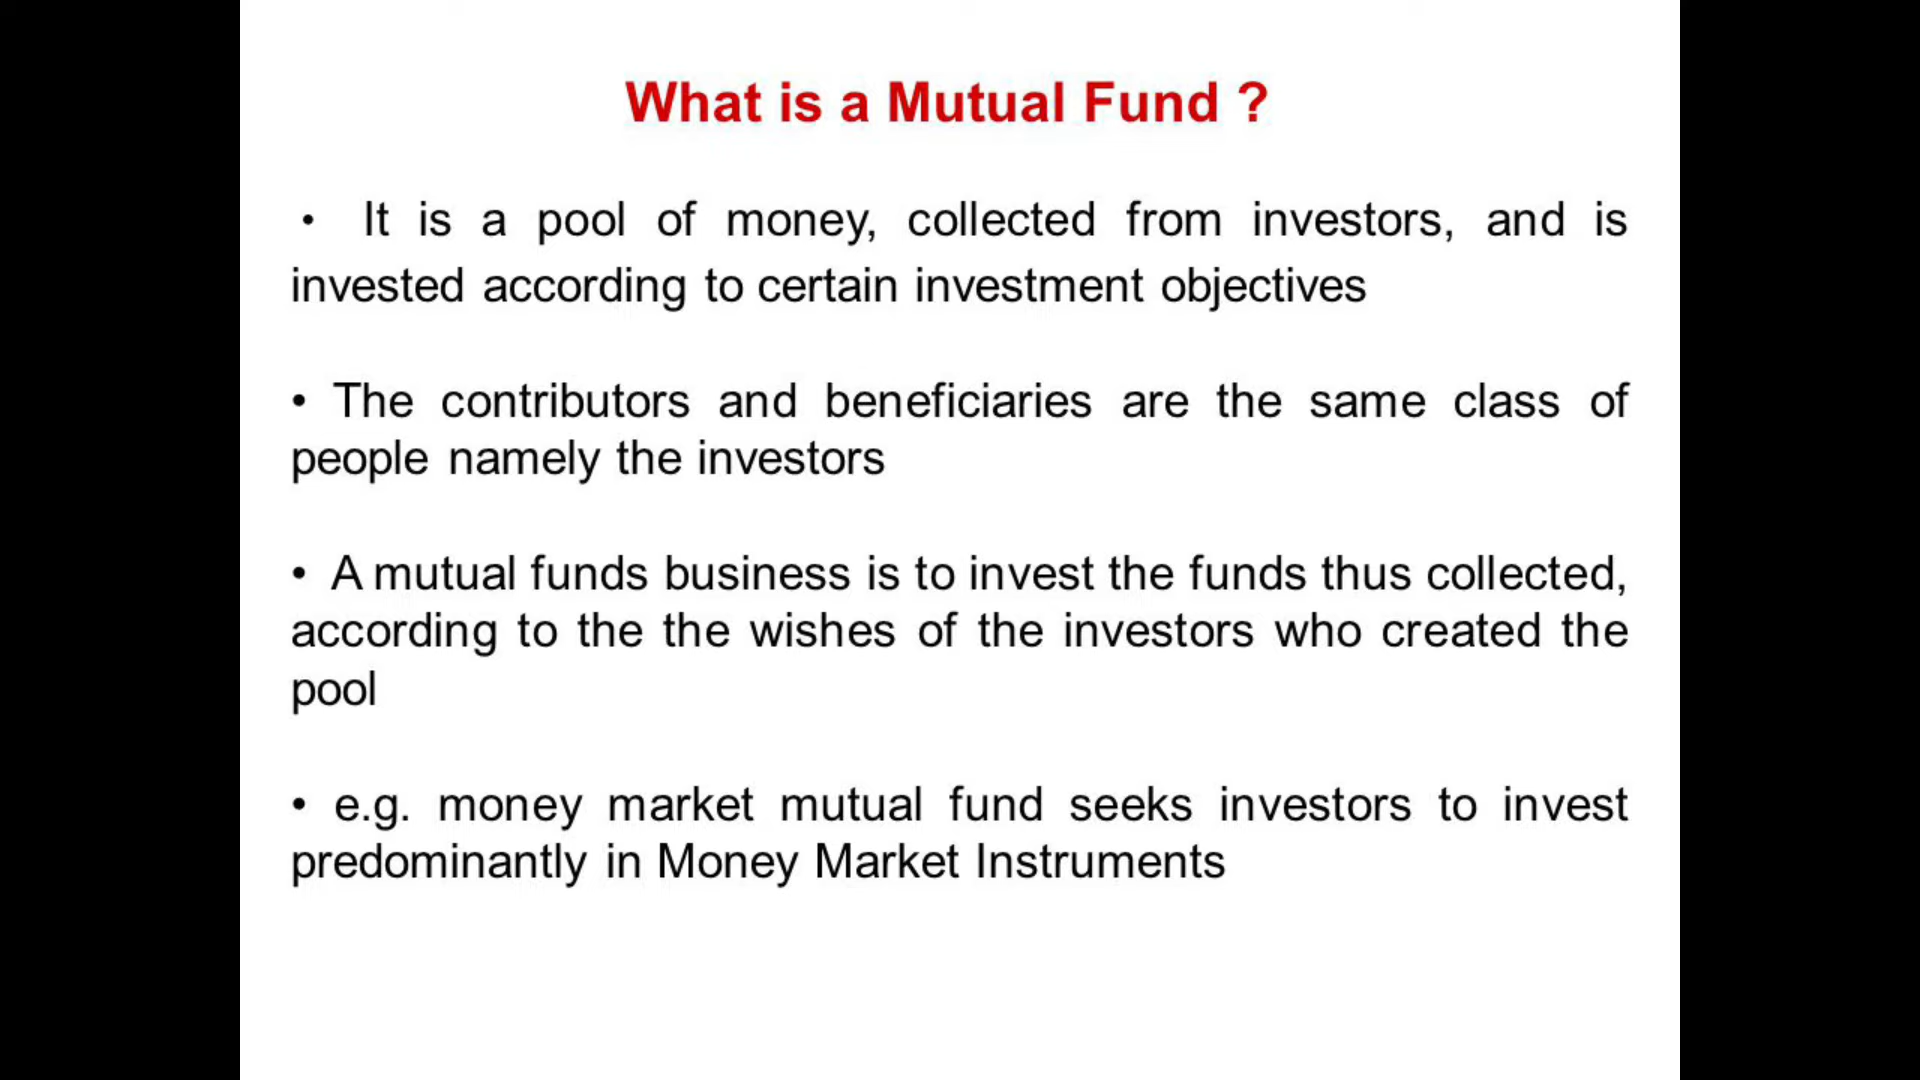 What is a Mutual Fund ?
• It is a pool of money, collected from investors, and is
invested according to certain investment objectives
• The contributors and beneficiaries are the same class of
people namely the investors
• A mutual funds business is to invest the funds thus collected,
according to the the wishes of the investors who created the
pool
• e.g. money market mutual fund seeks investors to invest
predominantly in Money Market Instruments